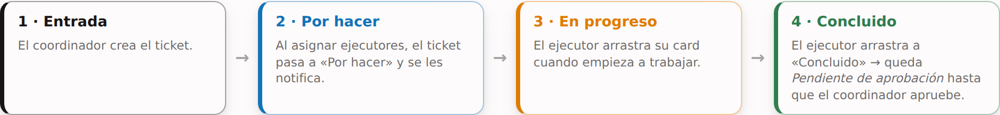 1 · Entrada
El coordinador crea el ticket.
→
2 · Por hacer
Al asignar ejecutores, el ticket
pasa a «Por hacer» y se les
notifica.
→
3 · En progreso
El ejecutor arrastra su card
cuando empieza a trabajar.
→
4 · Concluido
El ejecutor arrastra a
«Concluido» → queda
Pendiente de aprobación hasta
que el coordinador apruebe.